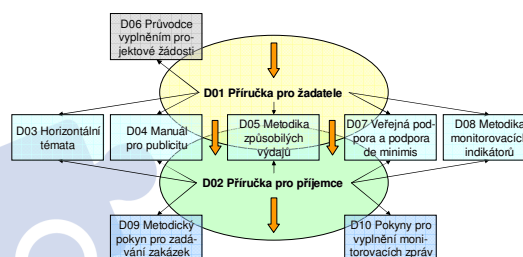 D06 Průvodce
vyplněním pro-
jektové žádosti
D01 Příručka pro žadatele
D03 Horizontální
témata
D04 Manuál
pro publicitu
D05 Metodika
způsobilých
výdajů
D07 Veřejná pod-
pora a podpora
de minimis
D08 Metodika
monitorovacích
indikátorů
D02 Příručka pro příjemce
D09 Metodický
pokyn pro zadá-
vání zakázek
D10 Pokyny pro
vyplnění moni-
torovacích zpráv